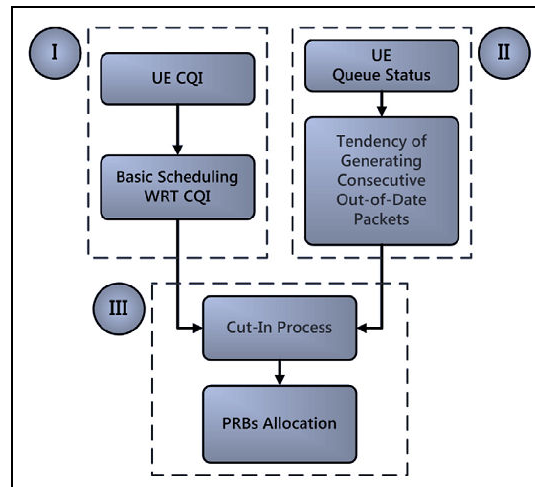 I
UE CQI
Basic Scheduling
WRT CQI
II
UE
Queue Status
Tendency of
Generating
Consecutive
Out-of-Date
Packets
III
Cut-In Process
PRBs Allocation